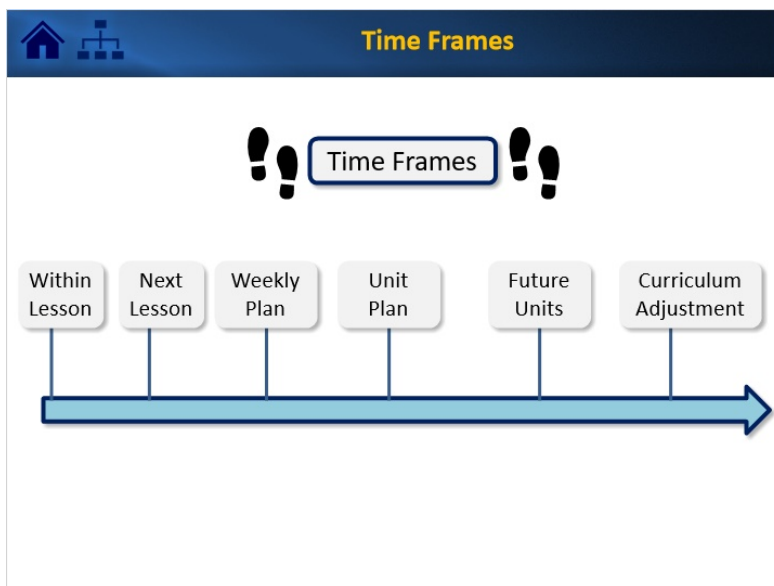 Time Frames
Time Frames
Within
Lesson
Next
Lesson
Weekly
Plan
Unit
Plan
Future
Units
Curriculum
Adjustment